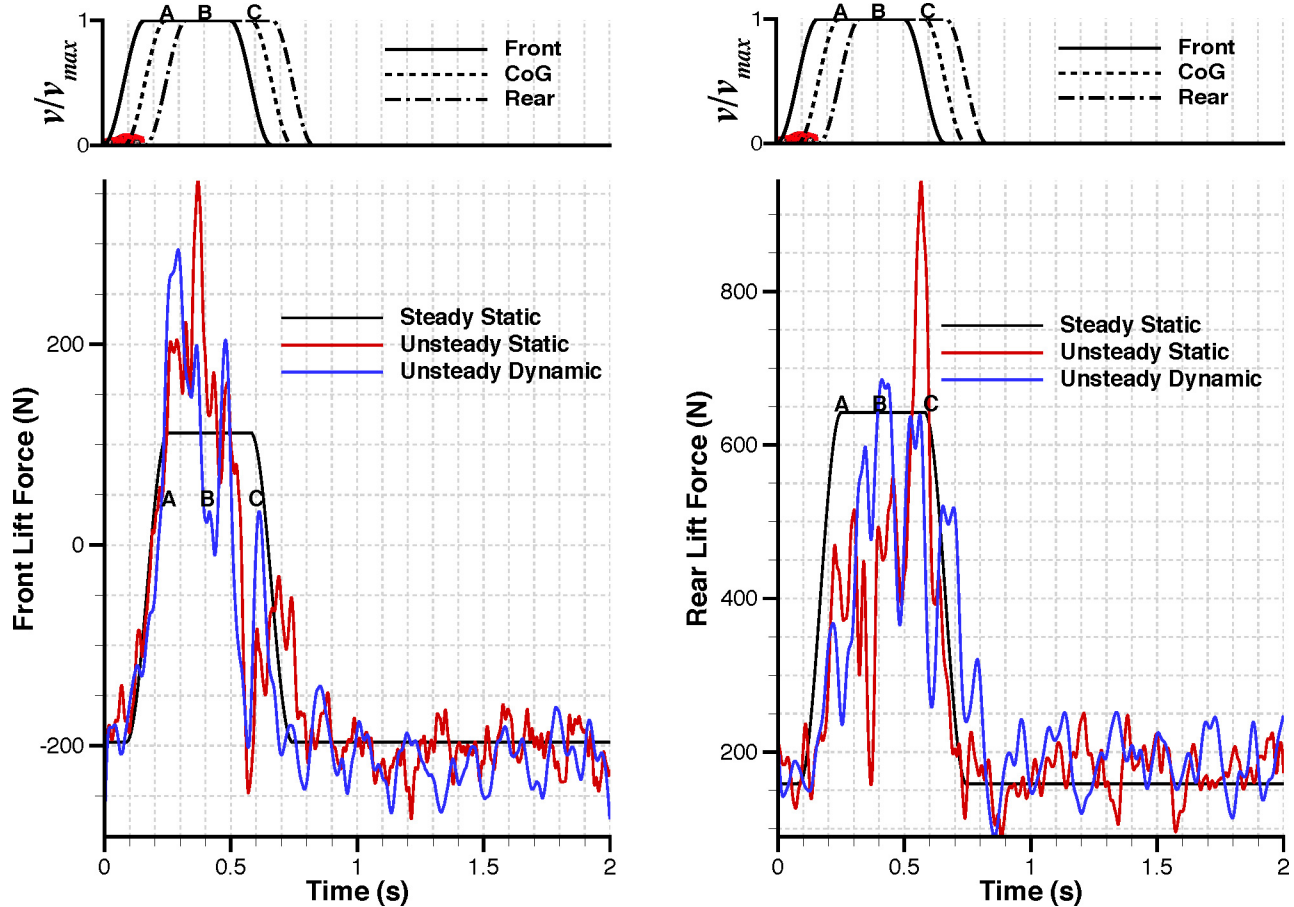 1
0
v/v max
A B C
Front
CoG
Rear
200
0
-200
Front Lift Force (N)
Steady Static
Unsteady Static
Unsteady Dynamic
A B C
0 0.5 1 1.5 2
Time (s)
1
0
v/v max
A B C
Front
CoG
Rear
800
600
400
200
Rear Lift Force (N)
Steady Static
Unsteady Static
Unsteady Dynamic
A B C
0 0.5 1 1.5 2
Time (s)